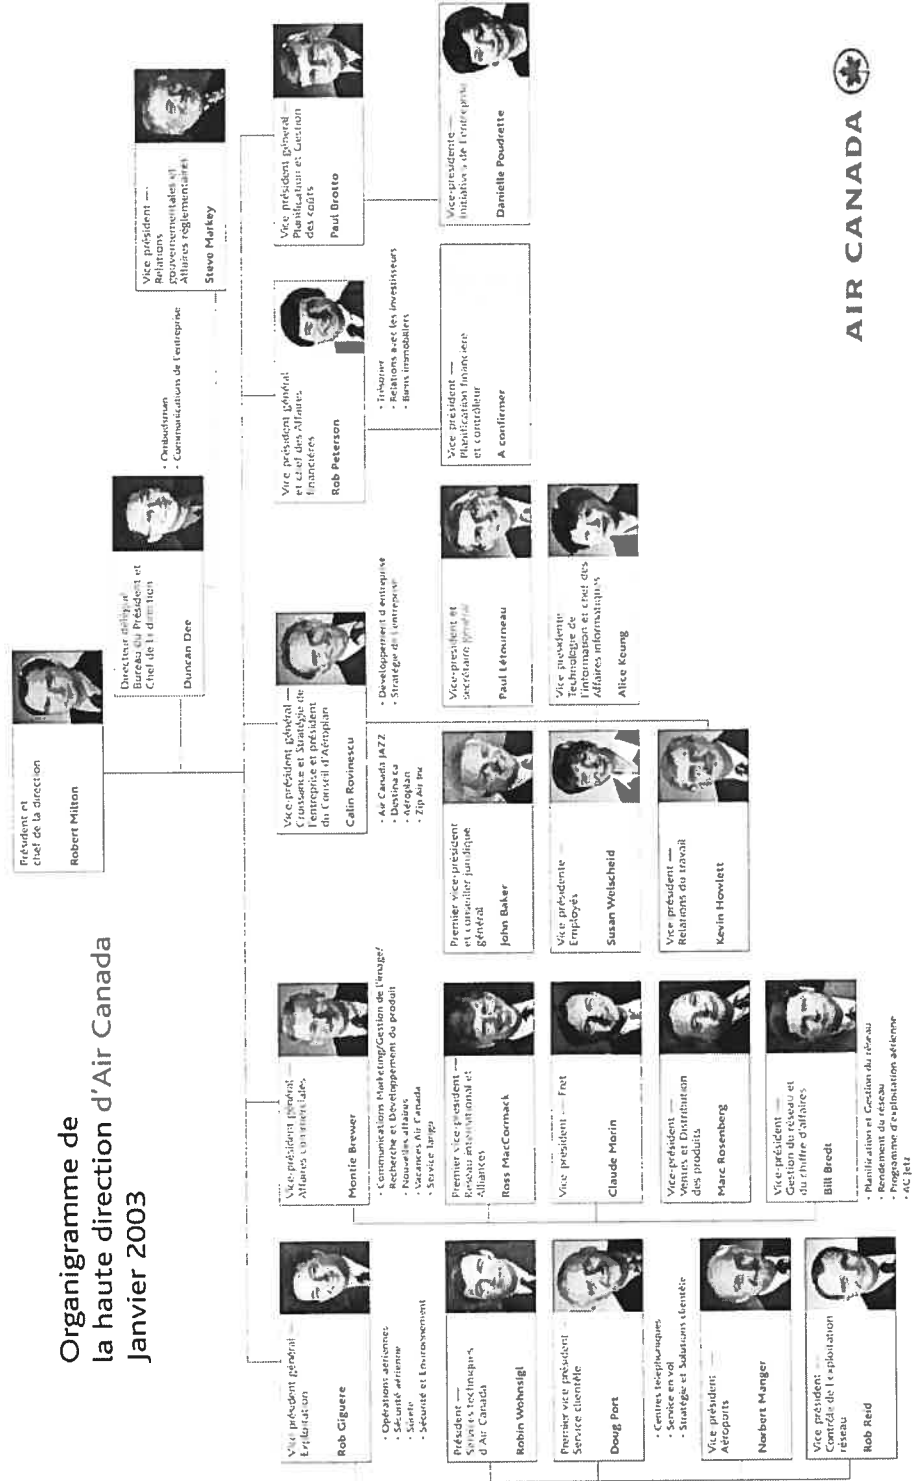 Organigramme de
la haute direction d'Air Canada
Janvier 2003
Président et
chef de la direction
Robert Milton
Directeur délégué
Bureau du Président et
Chef de la direction
Duncan Dee
• Ombudsman
• Communications de l'entreprise
Vice président —
Relations
gouvernementales et
Affaires réglementaires
Steve Markey
Vice-président général —
Exploitation
Rob Giguere
• Opérations aériennes
• Sécurité aérienne
• Sûreté
• Sécurité et Environnement
Président —
Services techniques
d'Air Canada
Robin Wohnsigl
Premier vice président
Service clientèle
Doug Port
• Centres téléphoniques
• Service en vol
• Stratégie et Solutions clientèle
Vice président —
Aéroports
Norbert Manger
Vice président
Contrôle de l'exploitation
réseau
Rob Reid
Vice-président général —
Affaires commerciales
Montie Brewer
• Communications Marketing/Gestion de l'image/
Recherche et Développement du produit
• Nouvelles affaires
• Vacances Air Canada
• Service Tango
Premier vice-président —
Réseau international et
Alliances
Ross MacCormack
Vice président — Fret
Claude Morin
Vice-président —
Ventes et Distribution
des produits
Marc Rosenberg
Vice-président —
Gestion du réseau et
du chiffre d'affaires
Bill Bredt
• Planification et Gestion du réseau
• Rendement du réseau
• Programme d'exploitation aérienne
• AC Jetz
Vice-président général —
Croissance et Stratégie de
l'entreprise et président
du Conseil d'Aéroplan
Calin Rovinescu
• Air Canada JAZZ
• Destina ca
• Aéroplan
• Zip Air Inc
• Développement d'entreprise
• Stratégie de l'entreprise
Premier vice-président
et conseiller juridique
général
John Baker
Vice-président et
secrétaire général
Paul Létourneau
Vice présidente —
Employés
Susan Welscheid
Vice présidente
Technologie de
l'information et chef des
Affaires informatiques
Alice Keung
Vice président —
Relations du travail
Kevin Howlett
Vice président général
et chef des Affaires
financières
Rob Peterson
• Trésorier
• Relations avec les investisseurs
• Biens immobiliers
Vice président —
Planification financière
et contrôleur
A confirmer
Vice président général —
Planification et Gestion
des coûts
Paul Brotto
Vice-présidente —
Initiatives de l'entreprise
Danielle Poudrette
AIR CANADA